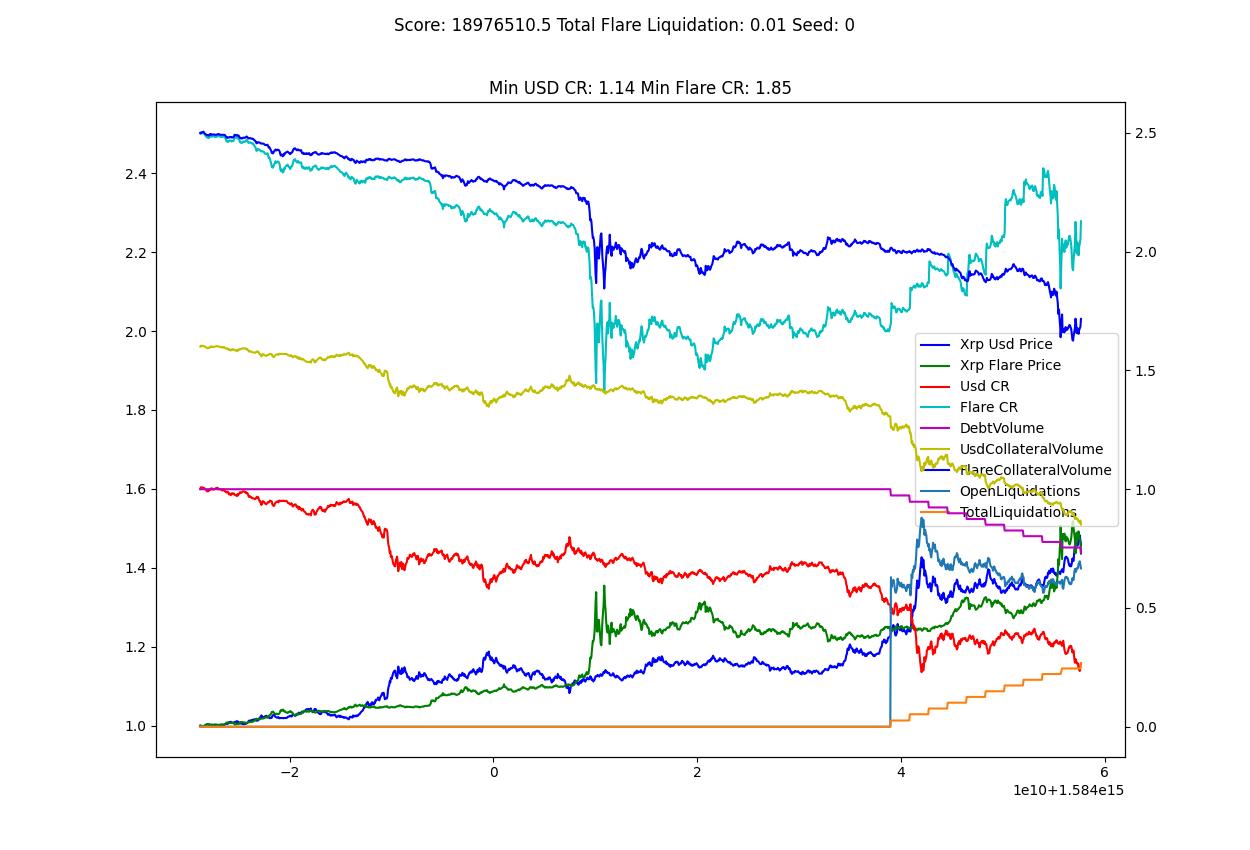 Score: 18976510.5 Total Flare Liquidation: 0.01 Seed: 0
Min USD CR: 1.14 Min Flare CR: 1.85
2.4
2.2
2.0
1.8
1.6
1.4
1.2
1.0
2.5
2.0
1.5
1.0
0.5
0.0
Xrp Usd Price
Xrp Flare Price
Usd CR
Flare CR
DebtVolume
UsdCollateralVolume
FlareCollateralVolume
OpenLiquidations
TotalLiquidations
−2 0 2 4 6
1e10+1.584e15